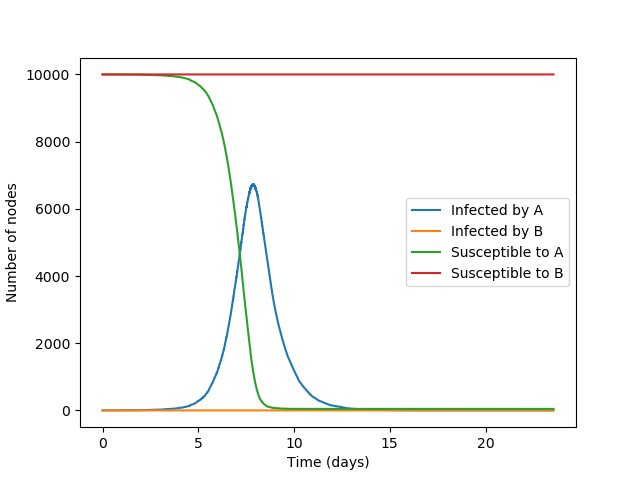 10000
8000
6000
4000
2000
0
Number of nodes
Infected by A
Infected by B
Susceptible to A
Susceptible to B
0 5 10 15 20
Time (days)